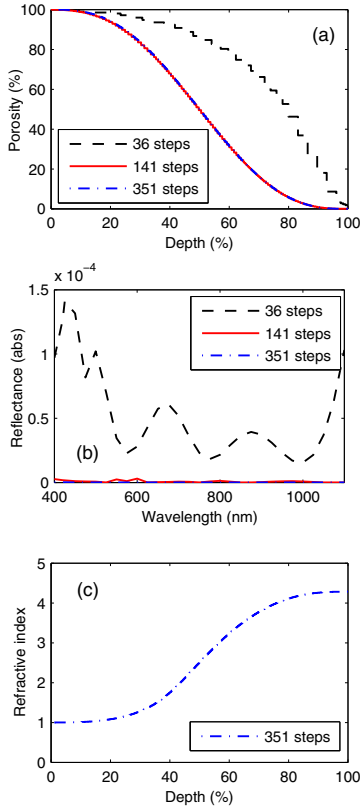 100
80
60
40
20
0
Porosity (%)
(a)
36 steps
141 steps
351 steps
0 20 40 60 80 100
Depth (%)
x 10⁻⁴
1.5
1
0.5
0
Reflectance (abs)
36 steps
141 steps
351 steps
(b)
400 600 800 1000
Wavelength (nm)
5
4
3
2
1
0
Refractive index
(c)
351 steps
0 20 40 60 80 100
Depth (%)